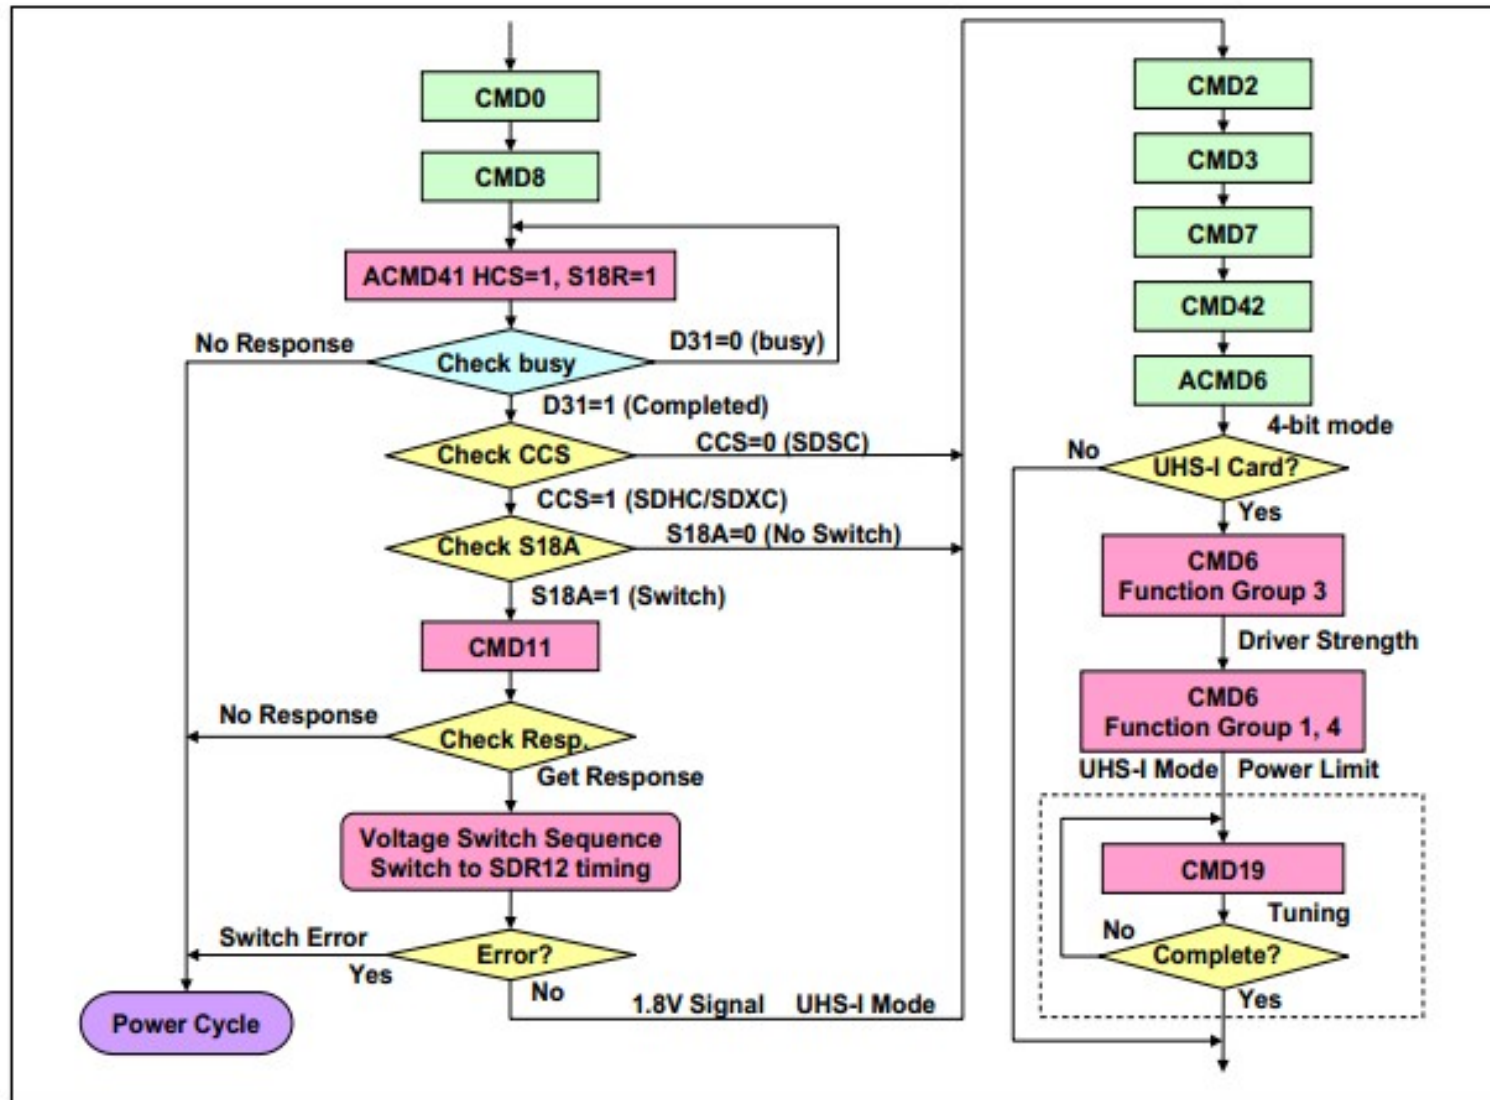 CMD0
CMD8
ACMD41 HCS=1, S18R=1
No Response
Check busy
D31=0 (busy)
D31=1 (Completed)
Check CCS
CCS=0 (SDSC)
CCS=1 (SDHC/SDXC)
Check S18A
S18A=0 (No Switch)
S18A=1 (Switch)
CMD11
No Response
Check Resp.
Get Response
Voltage Switch Sequence
Switch to SDR12 timing
Switch Error
Error?
Yes
No
1.8V Signal UHS-I Mode
Power Cycle
CMD2
CMD3
CMD7
CMD42
ACMD6
4-bit mode
No
UHS-I Card?
Yes
CMD6
Function Group 3
Driver Strength
CMD6
Function Group 1, 4
UHS-I Mode Power Limit
CMD19
Tuning
No
Complete?
Yes